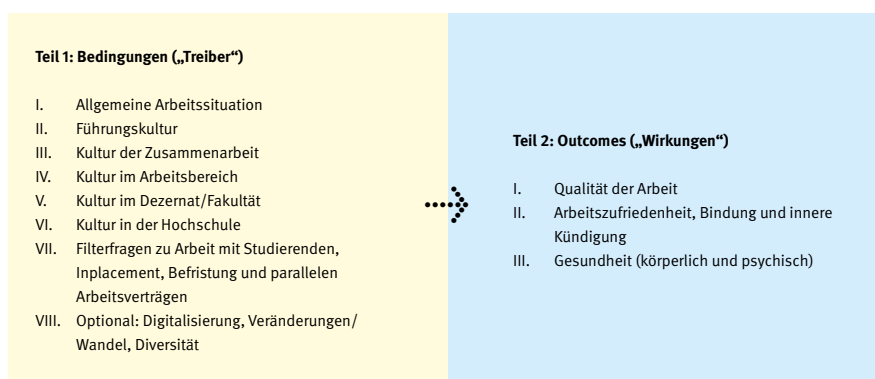 Teil 1: Bedingungen („Treiber“)
I. Allgemeine Arbeitssituation
II. Führungskultur
III. Kultur der Zusammenarbeit
IV. Kultur im Arbeitsbereich
V. Kultur im Dezernat/Fakultät
VI. Kultur in der Hochschule
VII. Filterfragen zu Arbeit mit Studierenden,
Inplacement, Befristung und parallelen
Arbeitsverträgen
VIII. Optional: Digitalisierung, Veränderungen/
Wandel, Diversität
Teil 2: Outcomes („Wirkungen“)
I. Qualität der Arbeit
II. Arbeitszufriedenheit, Bindung und innere
Kündigung
III. Gesundheit (körperlich und psychisch)